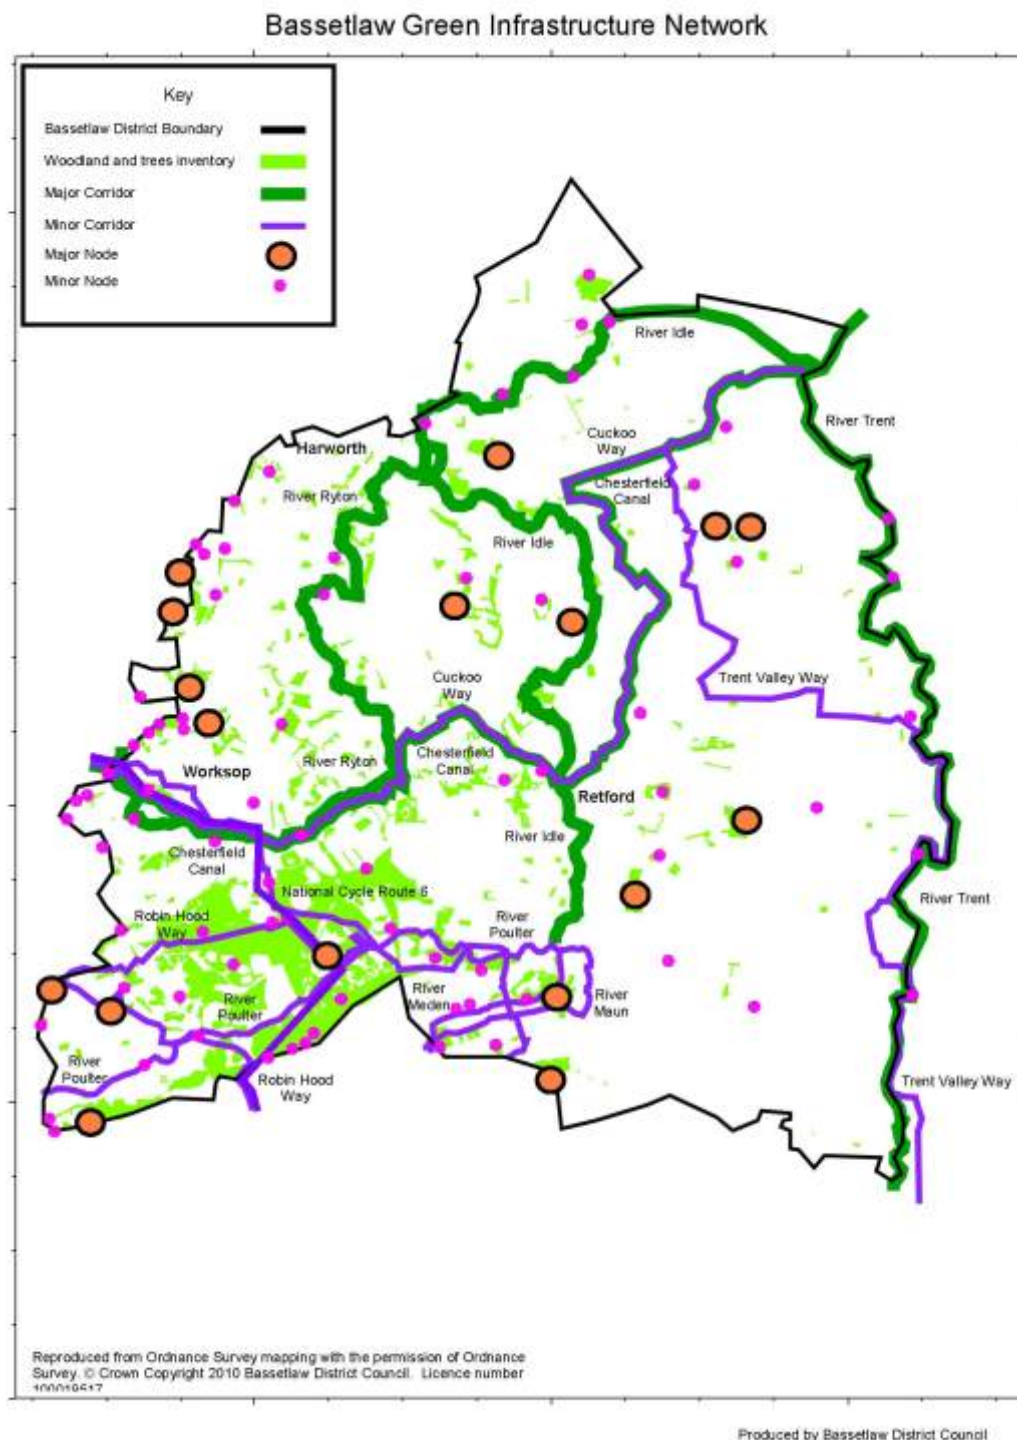 Bassetlaw Green Infrastructure Network
Key
Bassetlaw District Boundary
Woodland and trees inventory
Major Corridor
Minor Corridor
Major Node
Minor Node
River Idle
River Trent
Cuckoo
Way
Harworth
Chesterfield
Canal
River Ryton
River Idle
Cuckoo
Way
Trent Valley Way
River Ryton
Chesterfield
Canal
Worksop
Retford
River Idle
Chesterfield
Canal
National Cycle Route 6
River Trent
Robin Hood
Way
River
Poulter
River
Meden
River
Maun
River
Poulter
River
Poulter
Robin Hood
Way
Trent Valley Way
Reproduced from Ordnance Survey mapping with the permission of Ordnance
Survey. © Crown Copyright 2010 Bassetlaw District Council. Licence number
100019517
Produced by Bassetlaw District Council